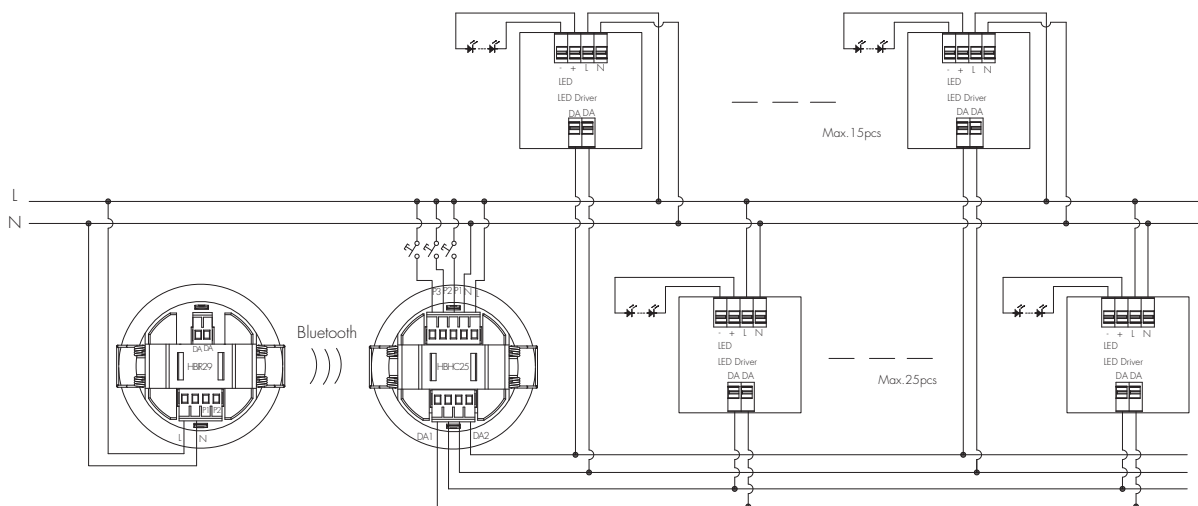 - + L N
LED
LED Driver
DA DA
Max.15pcs
- + L N
LED
LED Driver
DA DA
L
N
P3 P2 P1 N L
Bluetooth
DA DA
HBIR29
P1 P2
L N
HBHC25
DA1 DA2
- + L N
LED
LED Driver
DA DA
Max.25pcs
- + L N
LED
LED Driver
DA DA